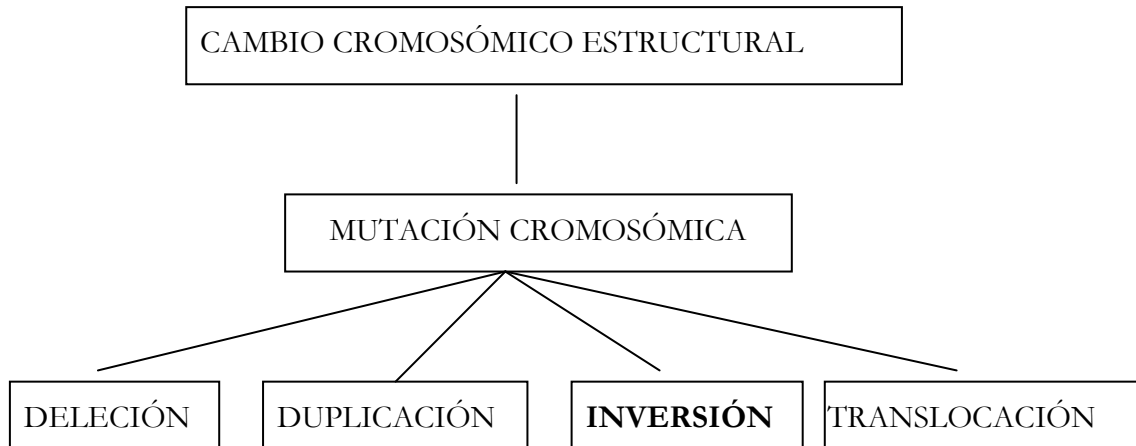 CAMBIO CROMOSÓMICO ESTRUCTURAL
MUTACIÓN CROMOSÓMICA
DELECIÓN
DUPLICACIÓN
INVERSIÓN
TRANSLOCACIÓN